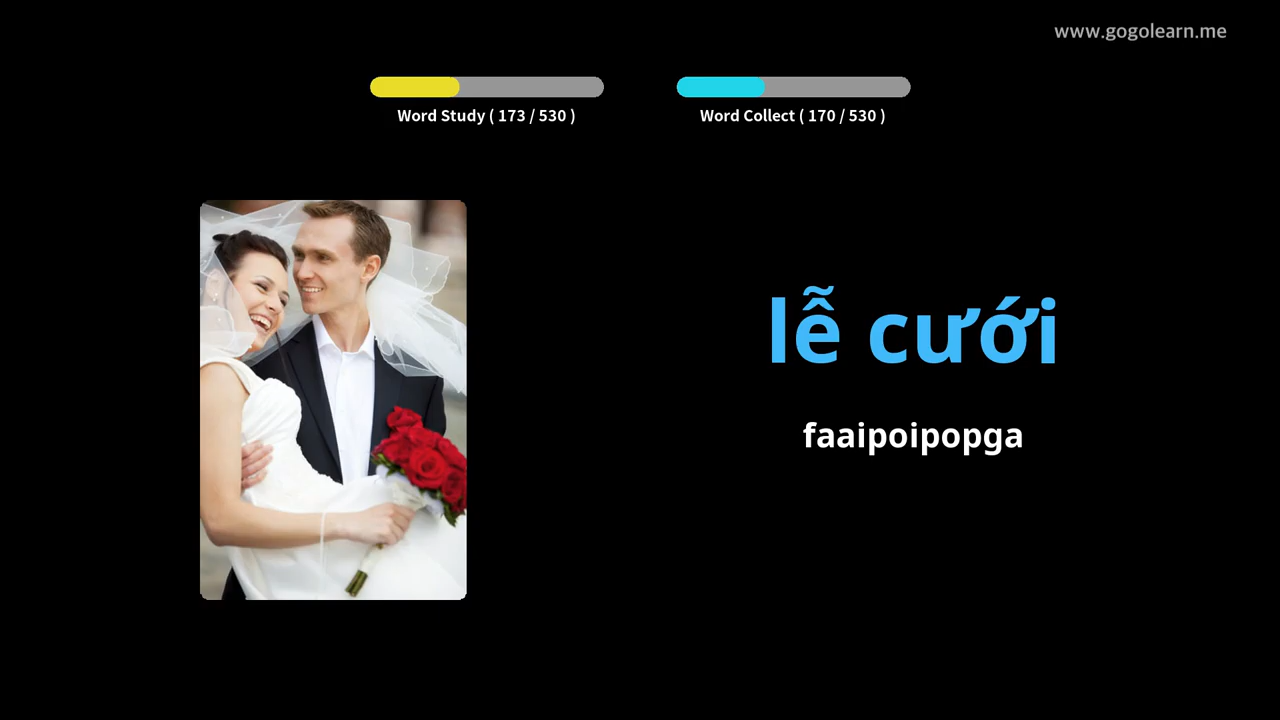 www.gogolearn.me
Word Study ( 173 / 530 )
Word Collect ( 170 / 530 )
lễ cưới
faaipoipopga